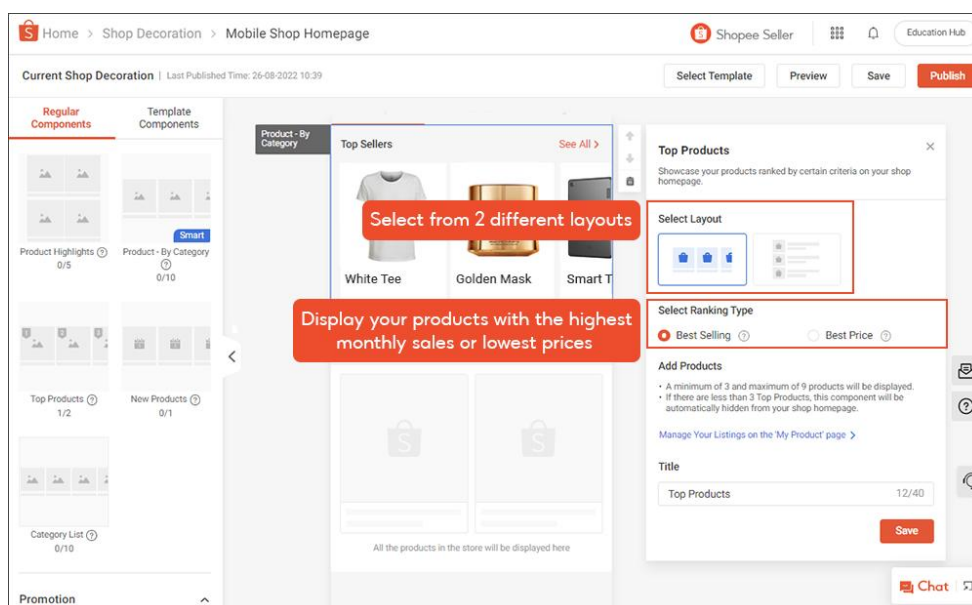 Home > Shop Decoration > Mobile Shop Homepage
Shopee Seller
Education Hub
Current Shop Decoration | Last Published Time: 26-08-2022 10:39
Select Template
Preview
Save
Publish
Regular
Components
Template
Components
Product Highlights
0/5
Smart
Product - By Category
0/10
Top Products
1/2
New Products
0/1
Category List
0/10
Promotion
Product - By
Category
Top Sellers
See All >
Select from 2 different layouts
White Tee
Golden Mask
Smart T
Display your products with the highest
monthly sales or lowest prices
All the products in the store will be displayed here
Top Products
Showcase your products ranked by certain criteria on your shop
homepage.
Select Layout
Select Ranking Type
Best Selling
Best Price
Add Products
• A minimum of 3 and maximum of 9 products will be displayed.
• If there are less than 3 Top Products, this component will be
automatically hidden from your shop homepage.
Manage Your Listings on the 'My Product' page >
Title
Top Products
12/40
Save
Chat